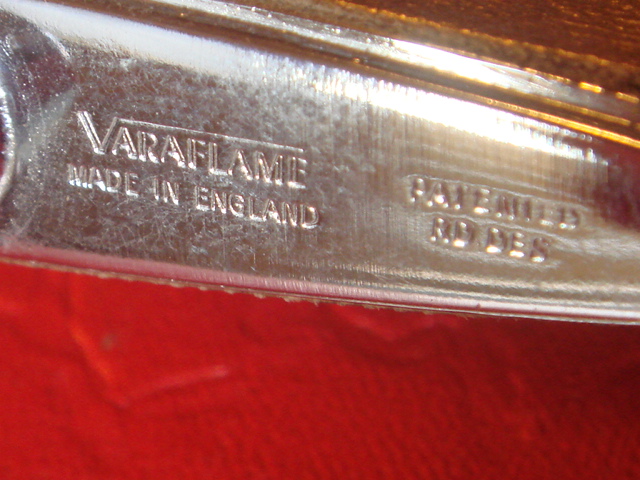 VARAFLAME
MADE IN ENGLAND
PATENTED
RD DES